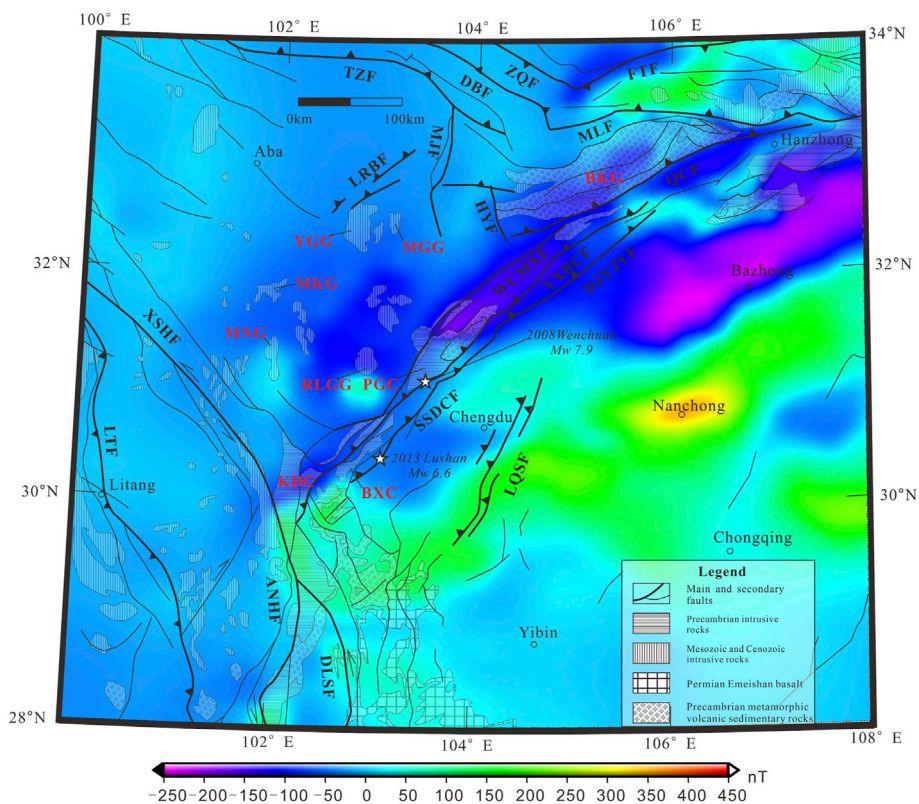 100° E
102° E
104° E
106° E
34°N
TZF
DBF
ZQF
FTF
0km
100km
MLF
Hanzhong
Aba
MJF
LRBF
BKG
QCF
HYF
YGG
MGG
32°N
32°N
WCMXF
YXBCF
DJYJYF
Bazhong
MKG
XSHF
MNG
2008Wenchuan
Mw 7.9
RLGG
PGC
SSDCF
Nanchong
Chengdu
LTF
2013 Lushan
Mw 6.6
LQSF
KDC
BXC
30°N
Litang
30°N
Chongqing
ANHF
Legend
Main and secondary
faults
Precambrian intrusive
rocks
Mesozoic and Cenozoic
intrusive rocks
Permian Emeishan basalt
Precambrian metamorphic
volcanic sedimentary rocks
Yibin
DLSF
28°N
28°N
102° E
104° E
106° E
108° E
-250 -200 -150 -100 -50 0 50 100 150 200 250 300 350 400 450
nT